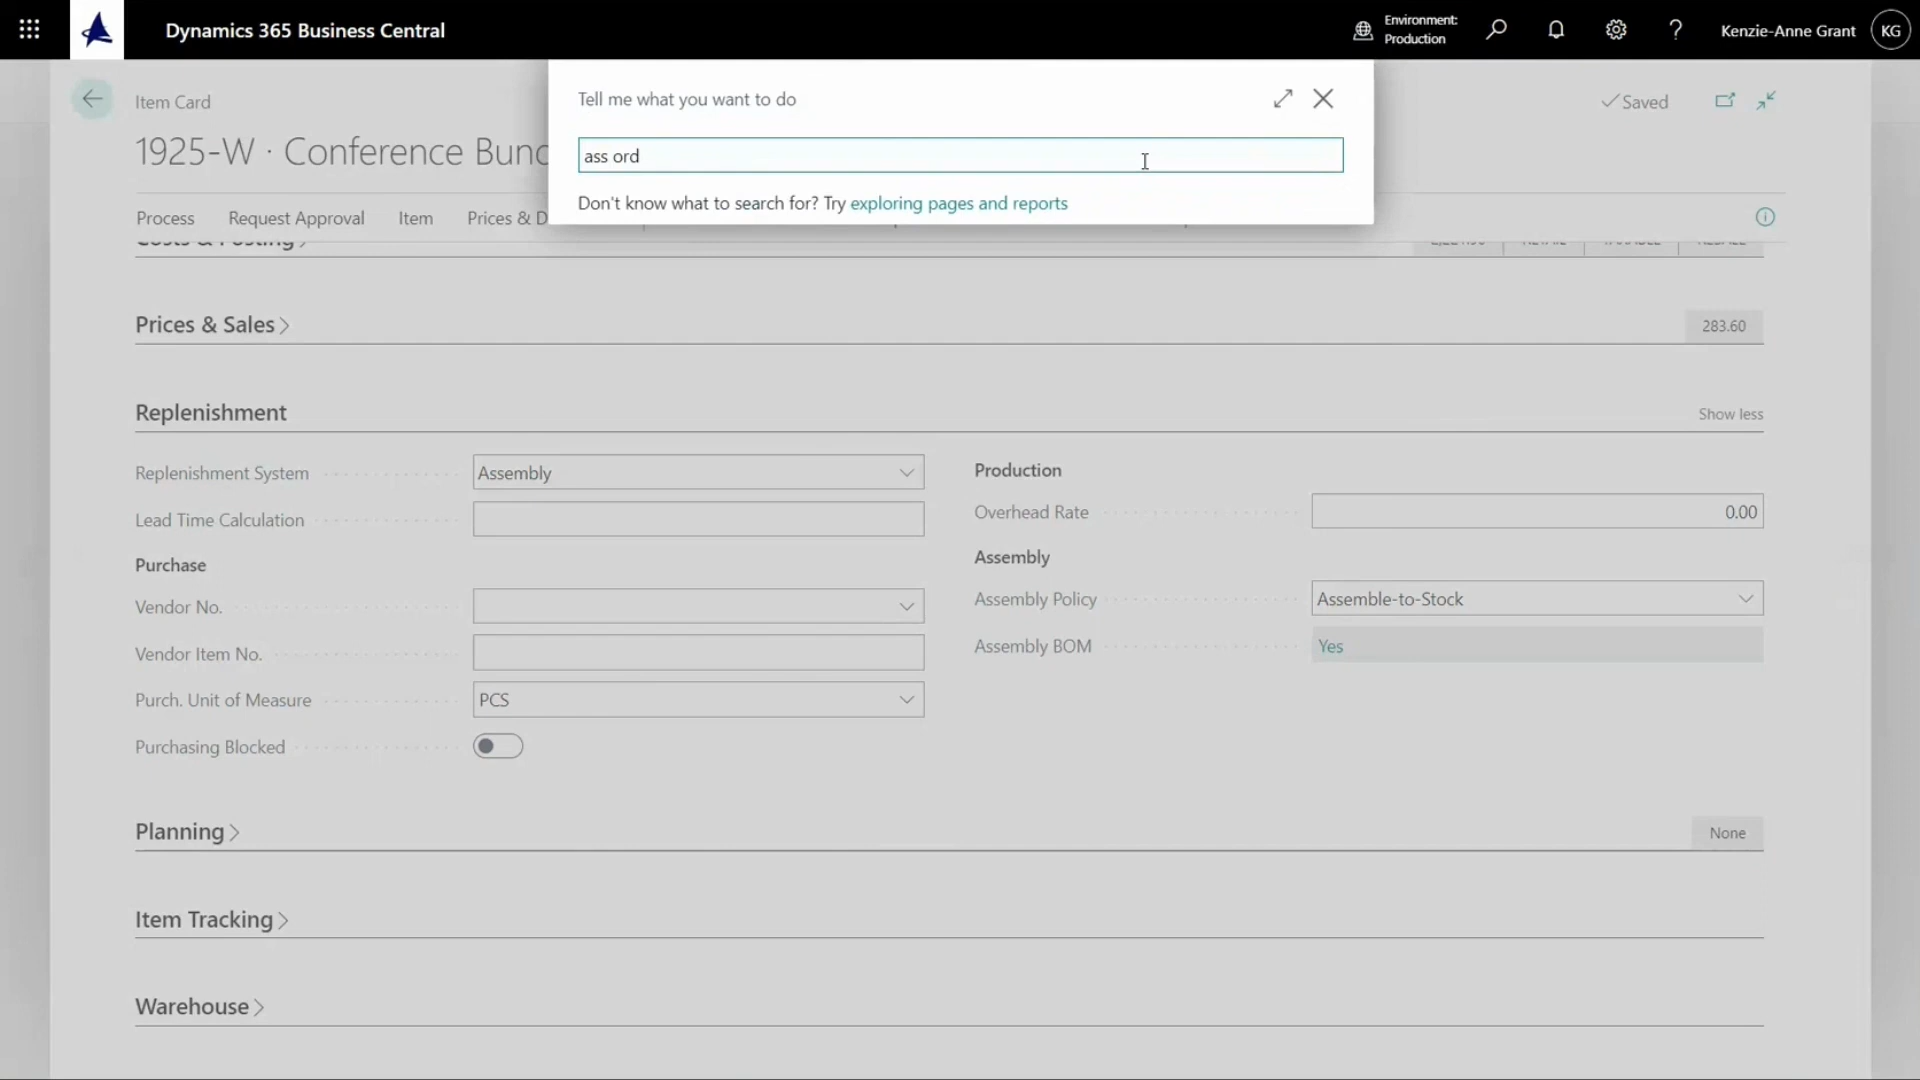 Dynamics 365 Business Central
Environment:
Production
Kenzie-Anne Grant
KG
Item Card
Saved
1925-W · Conference Bund
Tell me what you want to do
ass ord
Don't know what to search for? Try exploring pages and reports
Process
Request Approval
Item
Prices & D
Costs & Posting
Prices & Sales
283.60
Replenishment
Show less
Replenishment System
Assembly
Lead Time Calculation
Purchase
Vendor No.
Vendor Item No.
Purch. Unit of Measure
PCS
Purchasing Blocked
Production
Overhead Rate
0.00
Assembly
Assembly Policy
Assemble-to-Stock
Assembly BOM
Yes
Planning
None
Item Tracking
Warehouse